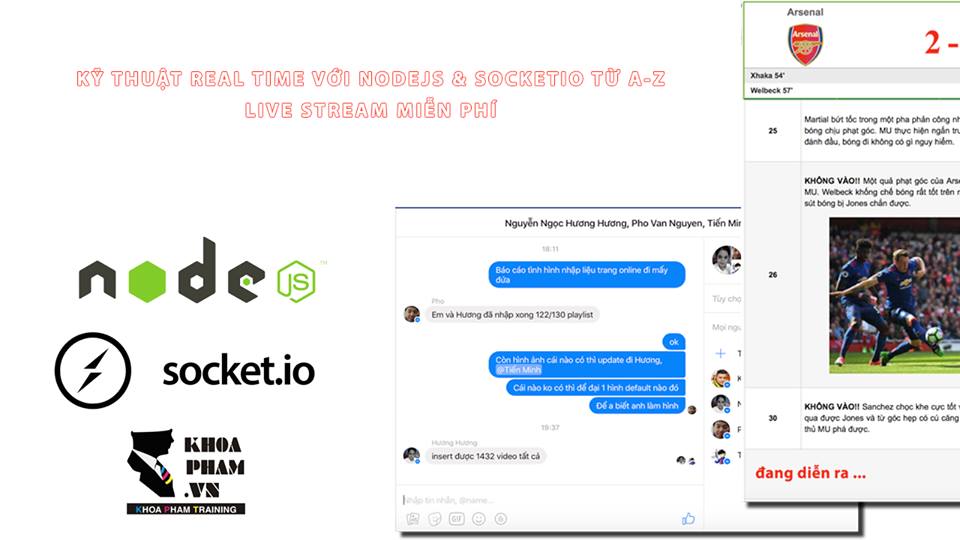 KỸ THUẬT REAL TIME VỚI NODEJS & SOCKETIO TỪ A-Z
LIVE STREAM MIỄN PHÍ
node
JS
TM
socket.io
KHOA
PHAM
.VN
KHOA PHAM TRAINING
Nguyễn Ngọc Hương Hương, Pho Van Nguyen, Tiến Mir
18:11
Báo cáo tình hình nhập liệu trang online đi mấy
đứa
Pho
Em và Hương đã nhập xong 122/130 playlist
ok
Còn hình ảnh cái nào có thì update đi Hương,
@Tiến Minh
Cái nào ko có thì để đại 1 hình default nào đó
Để a biết anh làm hình
19:37
Hương Hương
insert được 1432 video tất cả
Nhập tin nhắn, @name...
GIF
Tùy chọ
Mọi ngu
T
K
N
P
T
Arsenal
Arsenal
2 -
Xhaka 54'
Welbeck 57'
25
Martial bứt tốc trong một pha phản công nh
bóng chịu phạt góc. MU thực hiện ngắn trư
đánh đầu, bóng đi không có gì nguy hiểm.
26
KHÔNG VÀO!! Một quả phạt góc của Arse
MU. Welbeck khống chế bóng rất tốt trên r
sút bóng bị Jones chắn được.
30
KHÔNG VÀO!! Sanchez chọc khe cực tốt v
qua được Jones và từ góc hẹp có cú căng
thủ MU phá được.
đang diễn ra ...